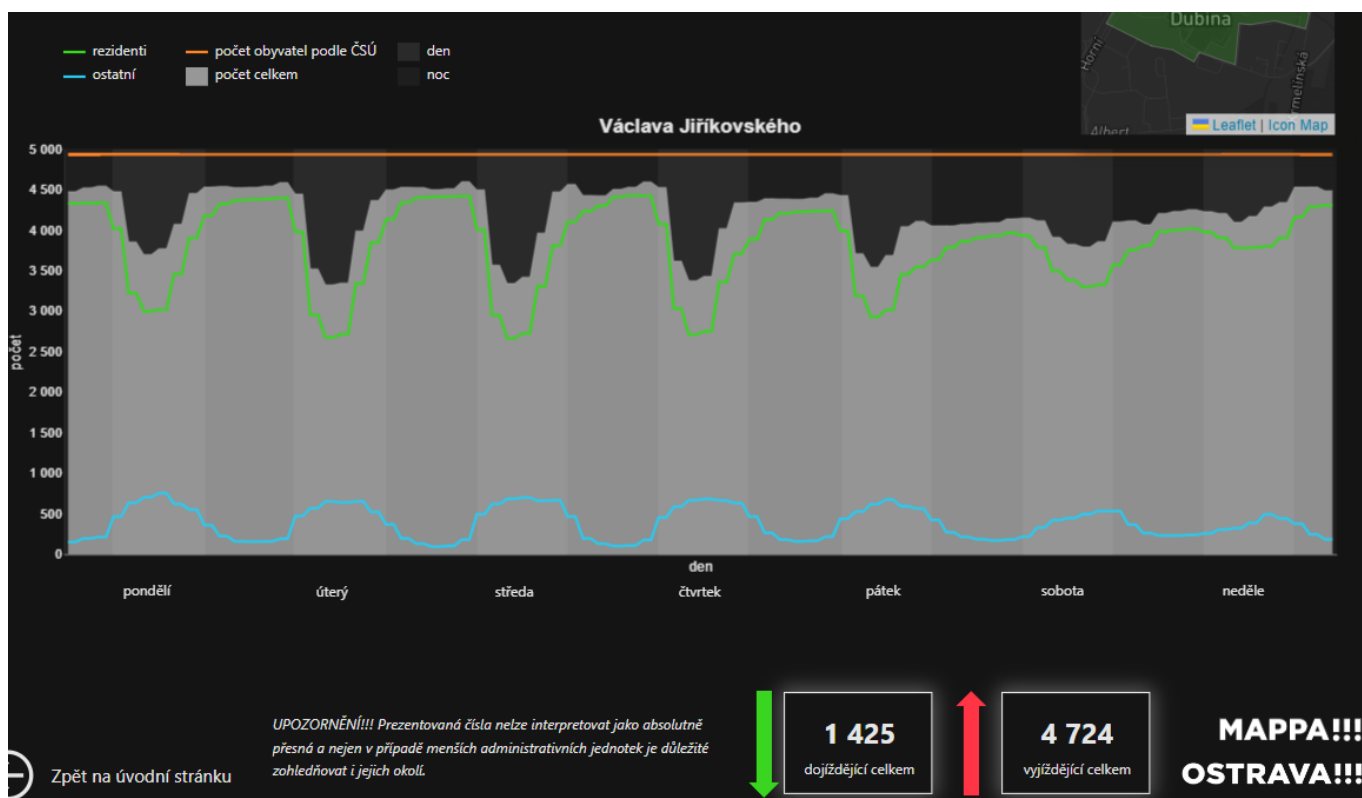 Dubina
Horní
rmelínská
Albert
Leaflet | Icon Map
rezidenti
počet obyvatel podle ČSÚ
den
ostatní
počet celkem
noc
Václava Jiříkovského
5 000
4 500
4 000
3 500
3 000
2 500
2 000
1 500
1 000
500
0
počet
den
pondělí
úterý
středa
čtvrtek
pátek
sobota
neděle
UPOZORNĚNÍ!!! Prezentovaná čísla nelze interpretovat jako absolutně
přesná a nejen v případě menších administrativních jednotek je důležité
zohledňovat i jejich okolí.
Zpět na úvodní stránku
1 425
dojíždějící celkem
4 724
vyjíždějící celkem
MAPPA!!!
OSTRAVA!!!